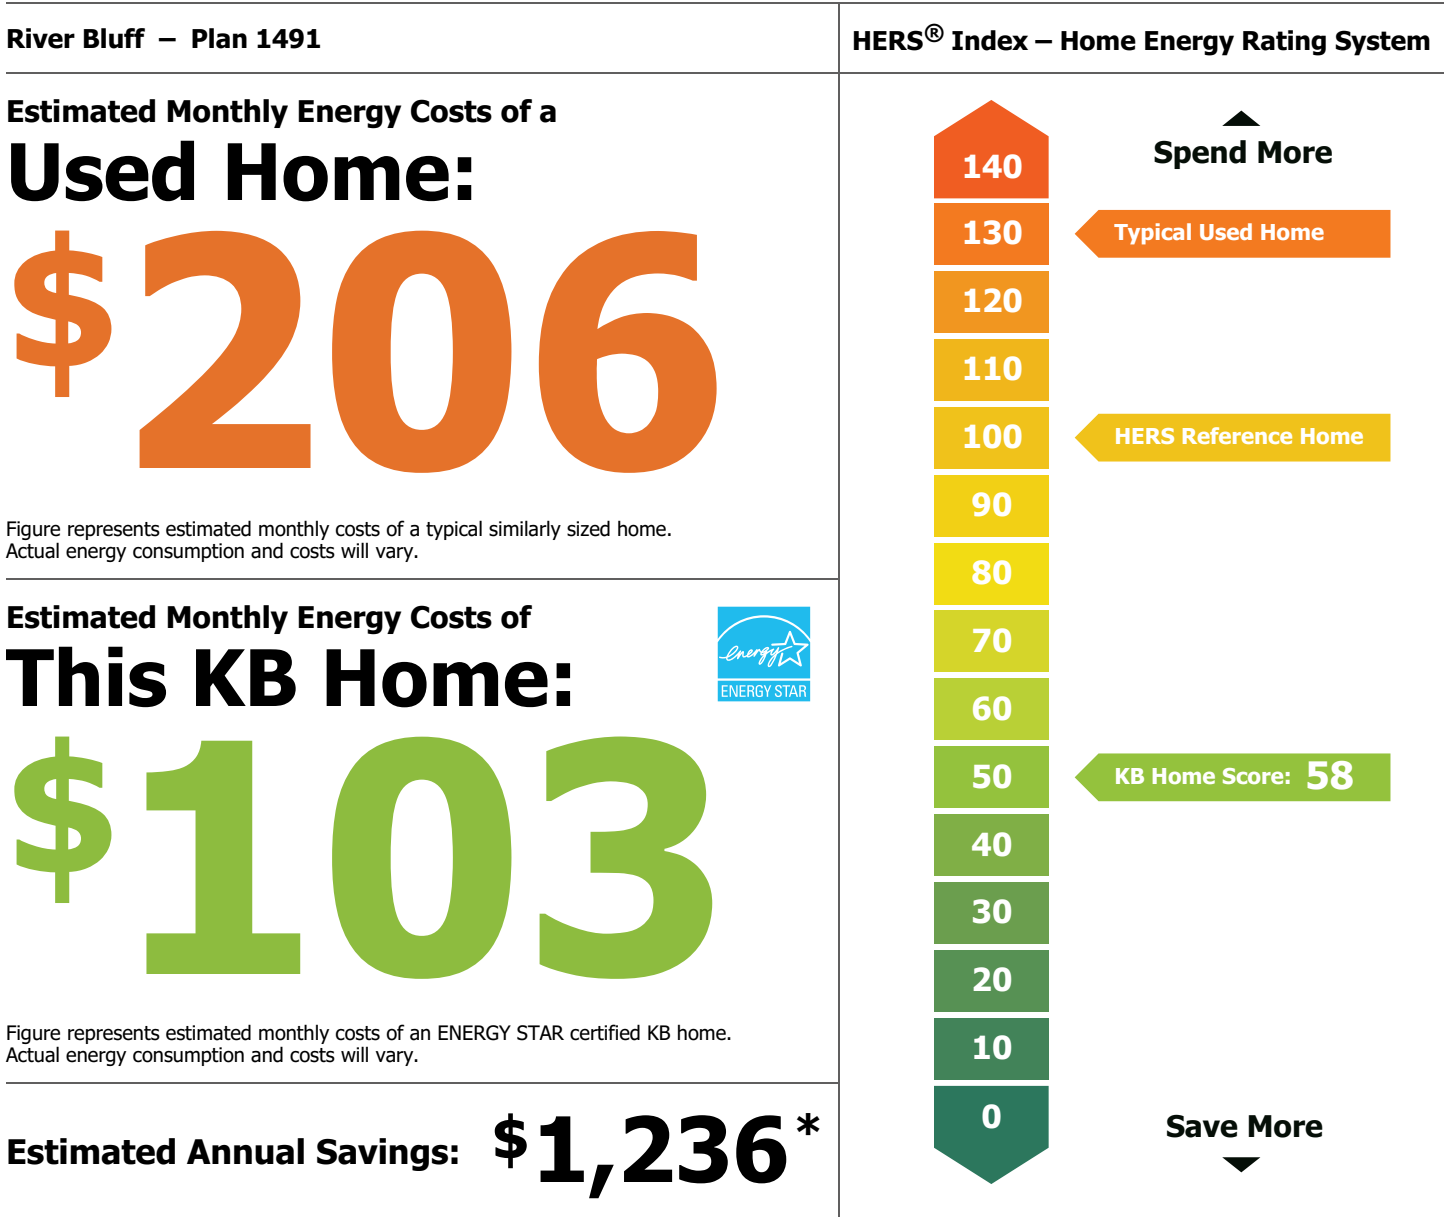 River Bluff – Plan 1491
Estimated Monthly Energy Costs of a
Used Home:
$206
Figure represents estimated monthly costs of a typical similarly sized home.
Actual energy consumption and costs will vary.
Estimated Monthly Energy Costs of
This KB Home:
energy
ENERGY STAR
$103
Figure represents estimated monthly costs of an ENERGY STAR certified KB home.
Actual energy consumption and costs will vary.
Estimated Annual Savings: $1,236*
HERS® Index – Home Energy Rating System
Spend More
140
130 Typical Used Home
120
110
100 HERS Reference Home
90
80
70
60
50 KB Home Score: 58
40
30
20
10
0
Save More